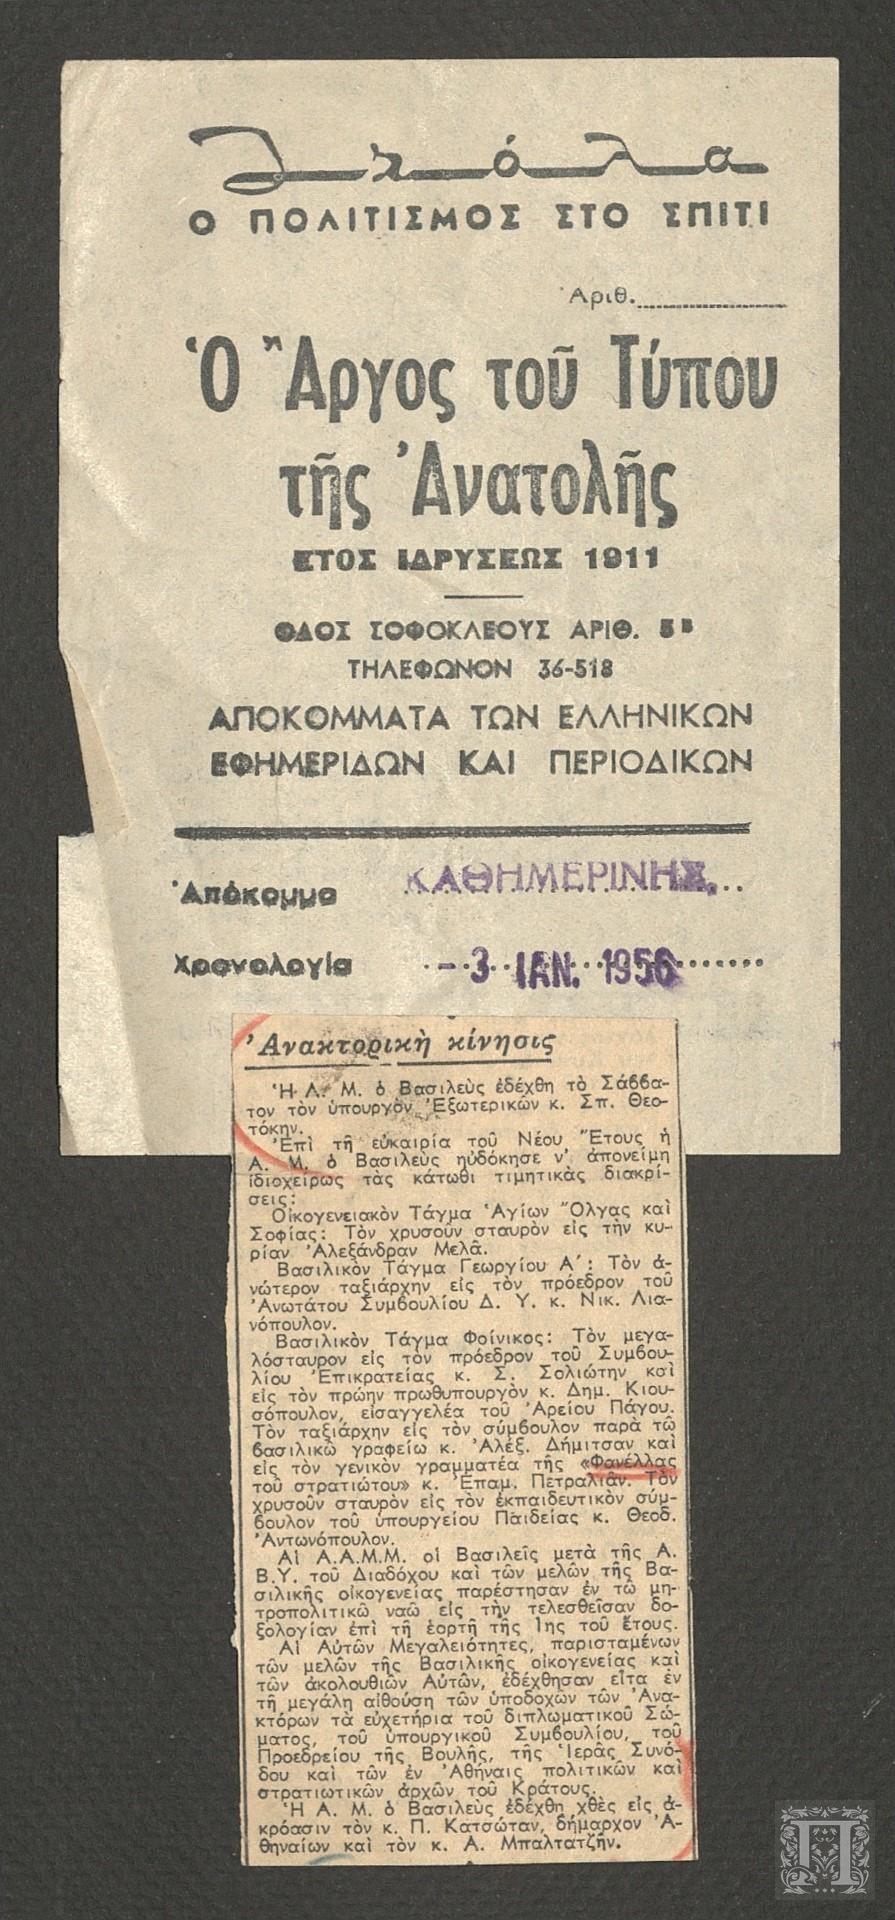 Σκόλα
Ο ΠΟΛΙΤΙΣΜΟΣ ΣΤΟ ΣΠΙΤΙ
Ἀριθ.
Ὁ Ἄργος τοῦ Τύπου
τῆς Ἀνατολῆς
ΕΤΟΣ ΙΔΡΥΣΕΩΣ 1911
ΟΔΟΣ ΣΟΦΟΚΛΕΟΥΣ ΑΡΙΘ. 5Β
ΤΗΛΕΦΩΝΟΝ 36-518
ΑΠΟΚΟΜΜΑΤΑ ΤΩΝ ΕΛΛΗΝΙΚΩΝ
ΕΦΗΜΕΡΙΔΩΝ ΚΑΙ ΠΕΡΙΟΔΙΚΩΝ
Ἀπόκομμα ΚΑΘΗΜΕΡΙΝΗΣ
Χρονολογία -3 ΙΑΝ. 1956
Ἀνακτορικὴ κίνησις
Ἡ Α. Μ. ὁ Βασιλεὺς ἐδέχθη τὸ Σάββα-
τον τὸν ὑπουργὸν Ἐξωτερικῶν κ. Σπ. Θεο-
τόκην.
Ἐπὶ τῇ εὐκαιρίᾳ τοῦ Νέου Ἔτους ἡ
Α. Μ. ὁ Βασιλεὺς ηὐδόκησε ν' ἀπονείμῃ
ἰδιοχείρως τὰς κάτωθι τιμητικὰς διακρί-
σεις:
Οἰκογενειακὸν Τάγμα Ἁγίων Ὄλγας καὶ
Σοφίας: Τὸν χρυσοῦν σταυρὸν εἰς τὴν κυ-
ρίαν Ἀλεξάνδραν Μελᾶ.
Βασιλικὸν Τάγμα Γεωργίου Α΄: Τὸν ἀ-
νώτερον ταξιάρχην εἰς τὸν πρόεδρον τοῦ
Ἀνωτάτου Συμβουλίου Δ. Υ. κ. Νικ. Λια-
νόπουλον.
Βασιλικὸν Τάγμα Φοίνικος: Τὸν μεγα-
λόσταυρον εἰς τὸν πρόεδρον τοῦ Συμβου-
λίου Ἐπικρατείας κ. Σ. Σολιώτην καὶ
εἰς τὸν πρώην πρωθυπουργὸν κ. Δημ. Κιου-
σόπουλον, εἰσαγγελέα τοῦ Ἀρείου Πάγου.
Τὸν ταξιάρχην εἰς τὸν σύμβουλον παρὰ τῷ
βασιλικῷ γραφείῳ κ. Ἀλέξ. Δήμιτσαν καὶ
εἰς τὸν γενικὸν γραμματέα τῆς «Φανέλλας
τοῦ στρατιώτου» κ. Ἐπαμ. Πετραλιᾶν. Τὸν
χρυσοῦν σταυρὸν εἰς τὸν ἐκπαιδευτικὸν σύμ-
βουλον τοῦ ὑπουργείου Παιδείας κ. Θεοδ.
Ἀντωνόπουλον.
Αἱ Α.Α.Μ.Μ. οἱ Βασιλεῖς μετὰ τῆς Α.
Β.Υ. τοῦ Διαδόχου καὶ τῶν μελῶν τῆς Βα-
σιλικῆς οἰκογενείας παρέστησαν ἐν τῷ μη-
τροπολιτικῷ ναῷ εἰς τὴν τελεσθεῖσαν δο-
ξολογίαν ἐπὶ τῇ ἑορτῇ τῆς 1ης τοῦ ἔτους.
Αἱ Αὐτῶν Μεγαλειότητες, παρισταμένων
τῶν μελῶν τῆς Βασιλικῆς οἰκογενείας καὶ
τῶν ἀκολουθιῶν Αὐτῶν, ἐδέχθησαν εἶτα ἐν
τῇ μεγάλῃ αἰθούσῃ τῶν ὑποδοχῶν τῶν Ἀνα-
κτόρων τὰ εὐχετήρια τοῦ διπλωματικοῦ Σώ-
ματος, τοῦ ὑπουργικοῦ Συμβουλίου, τοῦ
Προεδρείου τῆς Βουλῆς, τῆς Ἱερᾶς Συνό-
δου καὶ τῶν ἐν Ἀθήναις πολιτικῶν καὶ
στρατιωτικῶν ἀρχῶν τοῦ Κράτους.
Ἡ Α. Μ. ὁ Βασιλεὺς ἐδέχθη χθὲς εἰς ἀ-
κρόασιν τὸν κ. Π. Κατσώταν, δήμαρχον Ἀ-
θηναίων καὶ τὸν κ. Α. Μπαλτατζῆν.
Π